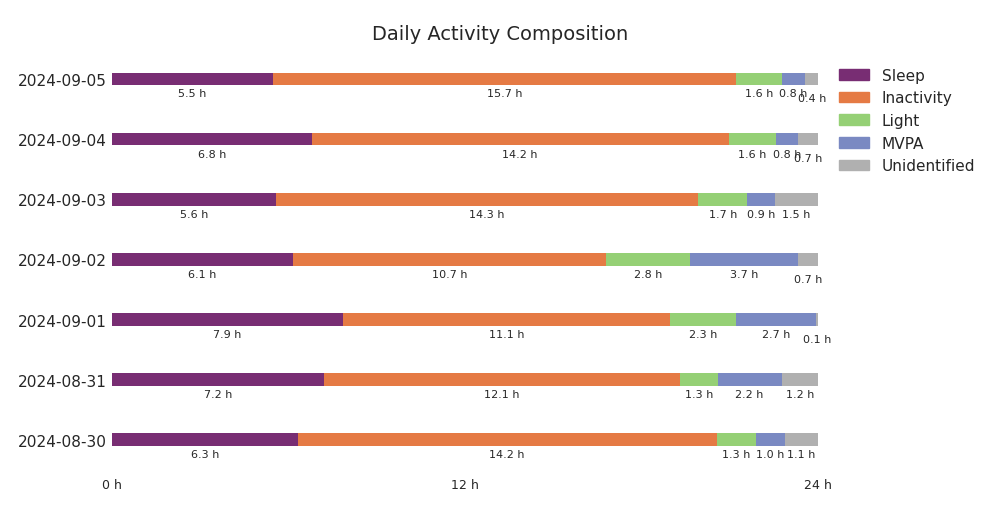 Daily Activity Composition
2024-09-05
5.5 h 15.7 h 1.6 h 0.8 h 0.4 h
2024-09-04
6.8 h 14.2 h 1.6 h 0.8 h 0.7 h
2024-09-03
5.6 h 14.3 h 1.7 h 0.9 h 1.5 h
2024-09-02
6.1 h 10.7 h 2.8 h 3.7 h 0.7 h
2024-09-01
7.9 h 11.1 h 2.3 h 2.7 h 0.1 h
2024-08-31
7.2 h 12.1 h 1.3 h 2.2 h 1.2 h
2024-08-30
6.3 h 14.2 h 1.3 h 1.0 h 1.1 h
0 h 12 h 24 h
Sleep
Inactivity
Light
MVPA
Unidentified